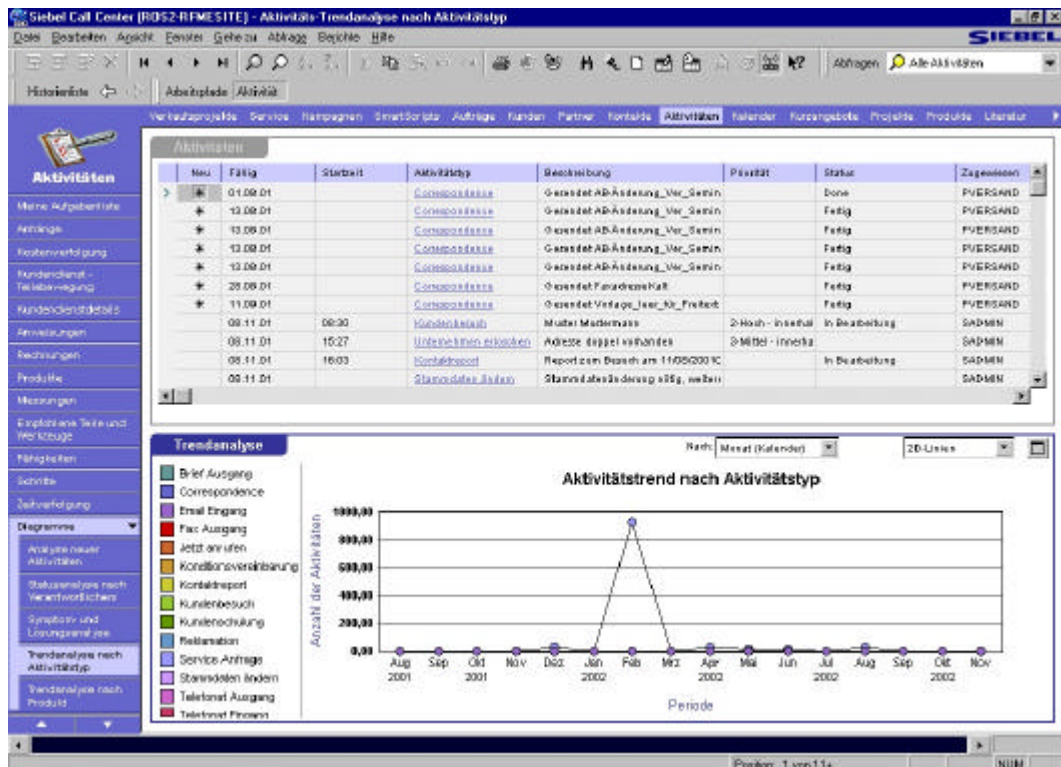 Siebel Call Center (ROS2-RFMESITE) - Aktivitäts-Trendanalyse nach Aktivitätstyp
Datei Bearbeiten Ansicht Fenster Gehe zu Abfrage Berichte Hilfe
SIEBEL
Abfragen Alle Aktivitäten
Historienliste Arbeitsplade Aktivität
Verkaufsprojekte Service Kampagnen SmartScripts Aufträge Kunden Partner Kontakte Aktivitäten Kalender Kursangebote Projekte Produkte Literatur
Aktivitäten
Meine Aufgabenliste
Anhänge
Kostenverfolgung
Kundendienst -
Teilebewegung
Kundendienstdetails
Anweisungen
Rechnungen
Produkte
Messungen
Empfohlene Teile und
Werkzeuge
Fähigkeiten
Schritte
Zeitverfolgung
Diagramme
Analyse neuer
Aktivitäten
Statusanalyse nach
Verantwortlichem
Symptom- und
Lösungsanalyse
Trendanalyse nach
Aktivitätstyp
Trendanalyse nach
Produkt
Aktivitäten
Neu Fällig Startzeit Aktivitätstyp Beschreibung Priorität Status Zugewiesen
01.08.01 Correspondence Gesendet AB-Änderung_Ver_Semin Done PVERSAND
13.08.01 Correspondence Gesendet AB-Änderung_Ver_Semin Fertig PVERSAND
13.08.01 Correspondence Gesendet AB-Änderung_Ver_Semin Fertig PVERSAND
13.08.01 Correspondence Gesendet AB-Änderung_Ver_Semin Fertig PVERSAND
13.08.01 Correspondence Gesendet AB-Änderung_Ver_Semin Fertig PVERSAND
28.08.01 Correspondence Gesendet FaxadresseKalt Fertig PVERSAND
11.09.01 Correspondence Gesendet Vorlage_leer_für_Freitext Fertig PVERSAND
08.11.01 08:30 Kundenbesuch Muster Mustermann 2-Hoch - innerhal In Bearbeitung SADMIN
08.11.01 15:27 Unternehmen Adresse doppel vorhanden 3-Mittel - innerha SADMIN
08.11.01 16:03 Kontaktreport Report zum Besuch am 11/08/2001 In Bearbeitung SADMIN
09.11.01 Stammdaten ändern Stammdatenänderung nötig, weitere SADMIN
Trendanalyse
Nach: Monat (Kalender) 2D-Linien
Aktivitätstrend nach Aktivitätstyp
Brief Ausgang
Correspondence
Email Eingang
Fax Ausgang
Jetzt anrufen
Konditionsvereinbarung
Kontaktreport
Kundenbesuch
Kundenschulung
Reklamation
Service-Anfrage
Stammdaten ändern
Telefonat Ausgang
Telefonat Eingang
Anzahl der Aktivitäten
1000,00
800,00
600,00
400,00
200,00
0,00
Aug Sep Okt Nov Dez Jan Feb Mrz Apr Mai Jun Jul Aug Sep Okt Nov
2001 2001 2002 2002 2002 2002
Periode
Position: 1 von 11+
NUM